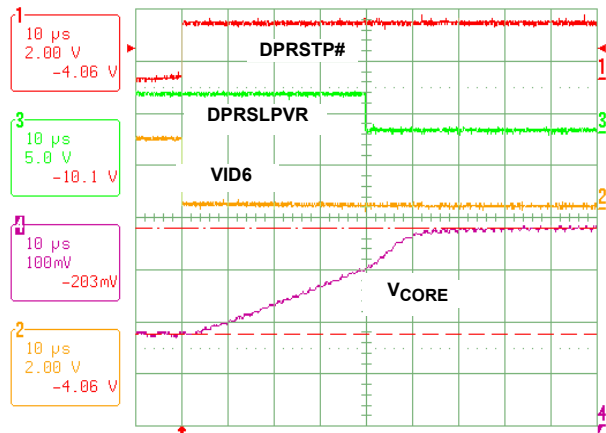 1
10 µs
2.00 V
-4.06 V
3
10 µs
5.0 V
-10.1 V
4
10 µs
100mV
-203mV
2
10 µs
2.00 V
-4.06 V
DPRSTP#
DPRSLPVR
VID6
VCORE
1
3
2
4